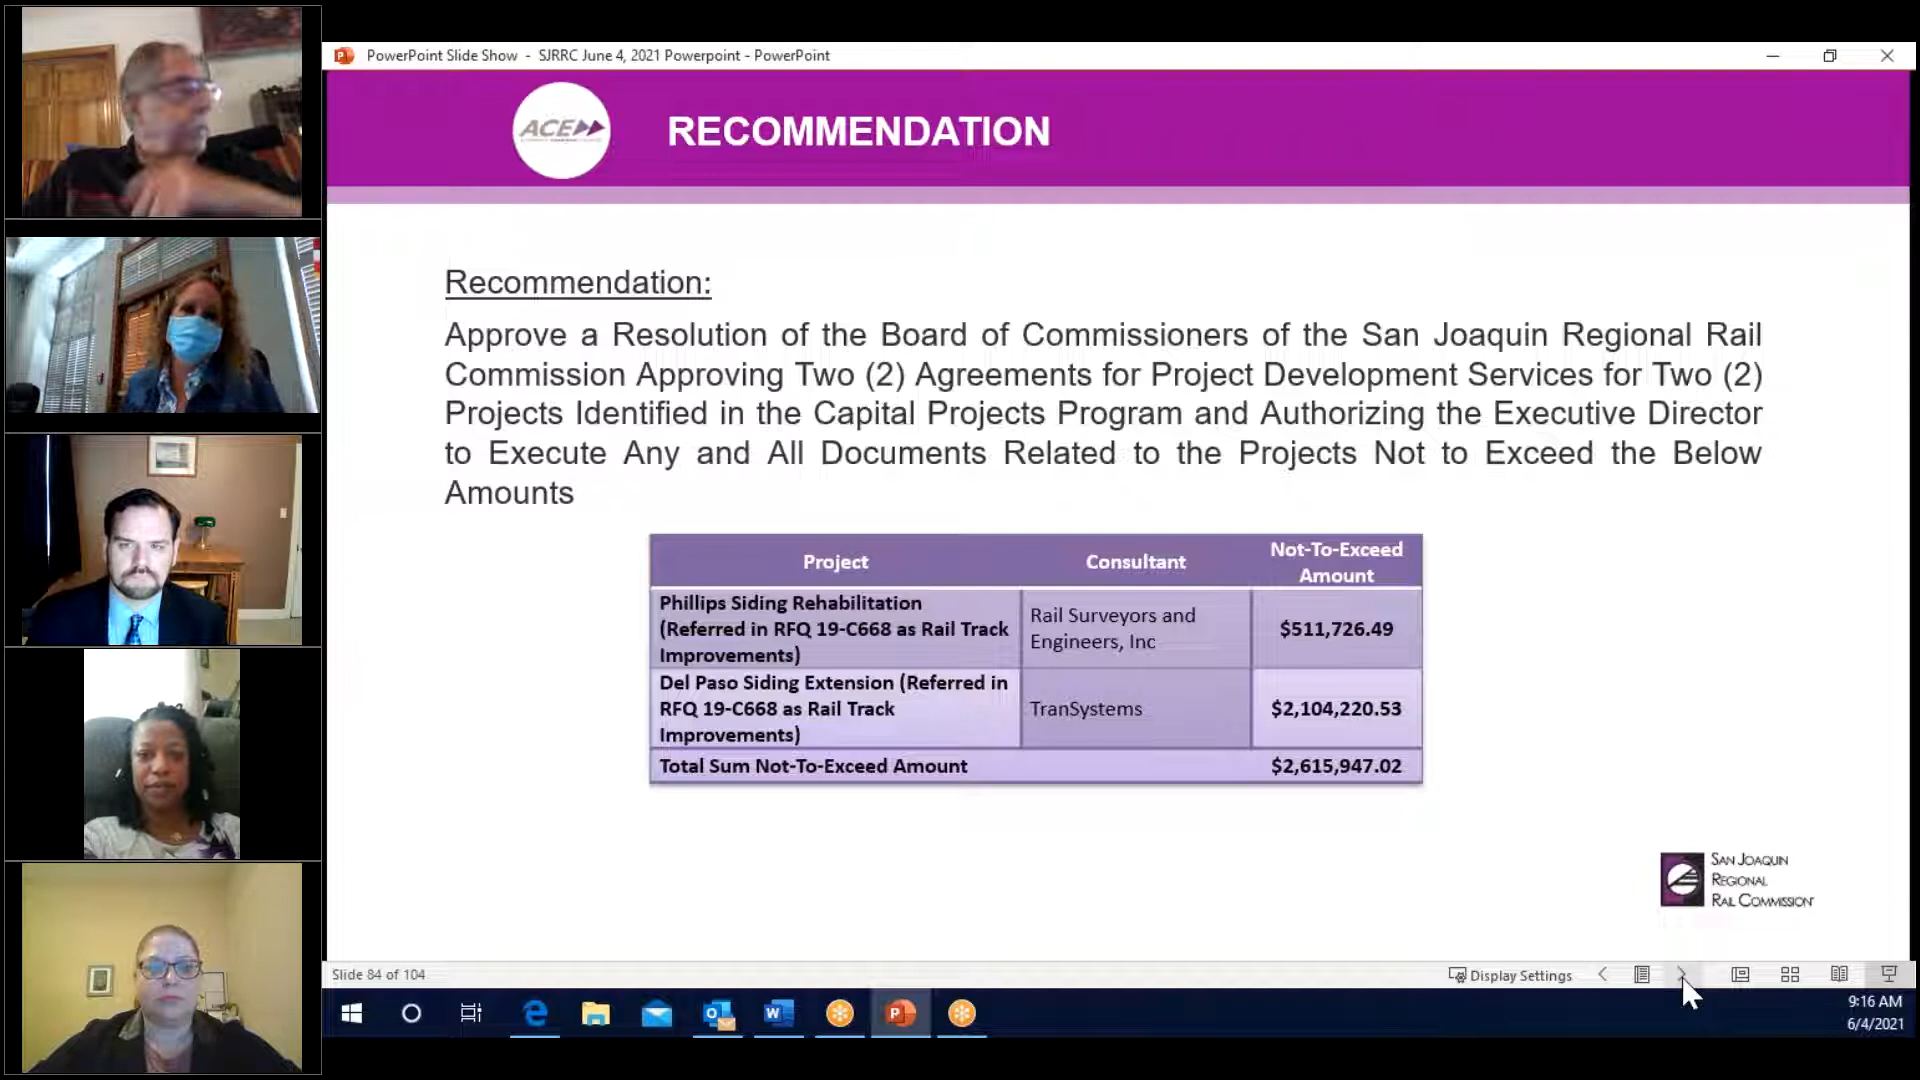 PowerPoint Slide Show - SJRRC June 4, 2021 Powerpoint - PowerPoint
ACE
RECOMMENDATION
Recommendation:
Approve a Resolution of the Board of Commissioners of the San Joaquin Regional Rail
Commission Approving Two (2) Agreements for Project Development Services for Two (2)
Projects Identified in the Capital Projects Program and Authorizing the Executive Director
to Execute Any and All Documents Related to the Projects Not to Exceed the Below
Amounts
Project
Consultant
Not-To-Exceed
Amount
Phillips Siding Rehabilitation
(Referred in RFQ 19-C668 as Rail Track
Improvements)
Rail Surveyors and
Engineers, Inc
$511,726.49
Del Paso Siding Extension (Referred in
RFQ 19-C668 as Rail Track
Improvements)
TranSystems
$2,104,220.53
Total Sum Not-To-Exceed Amount
$2,615,947.02
SAN JOAQUIN
REGIONAL
RAIL COMMISSION
Slide 84 of 104
Display Settings
9:16 AM
6/4/2021